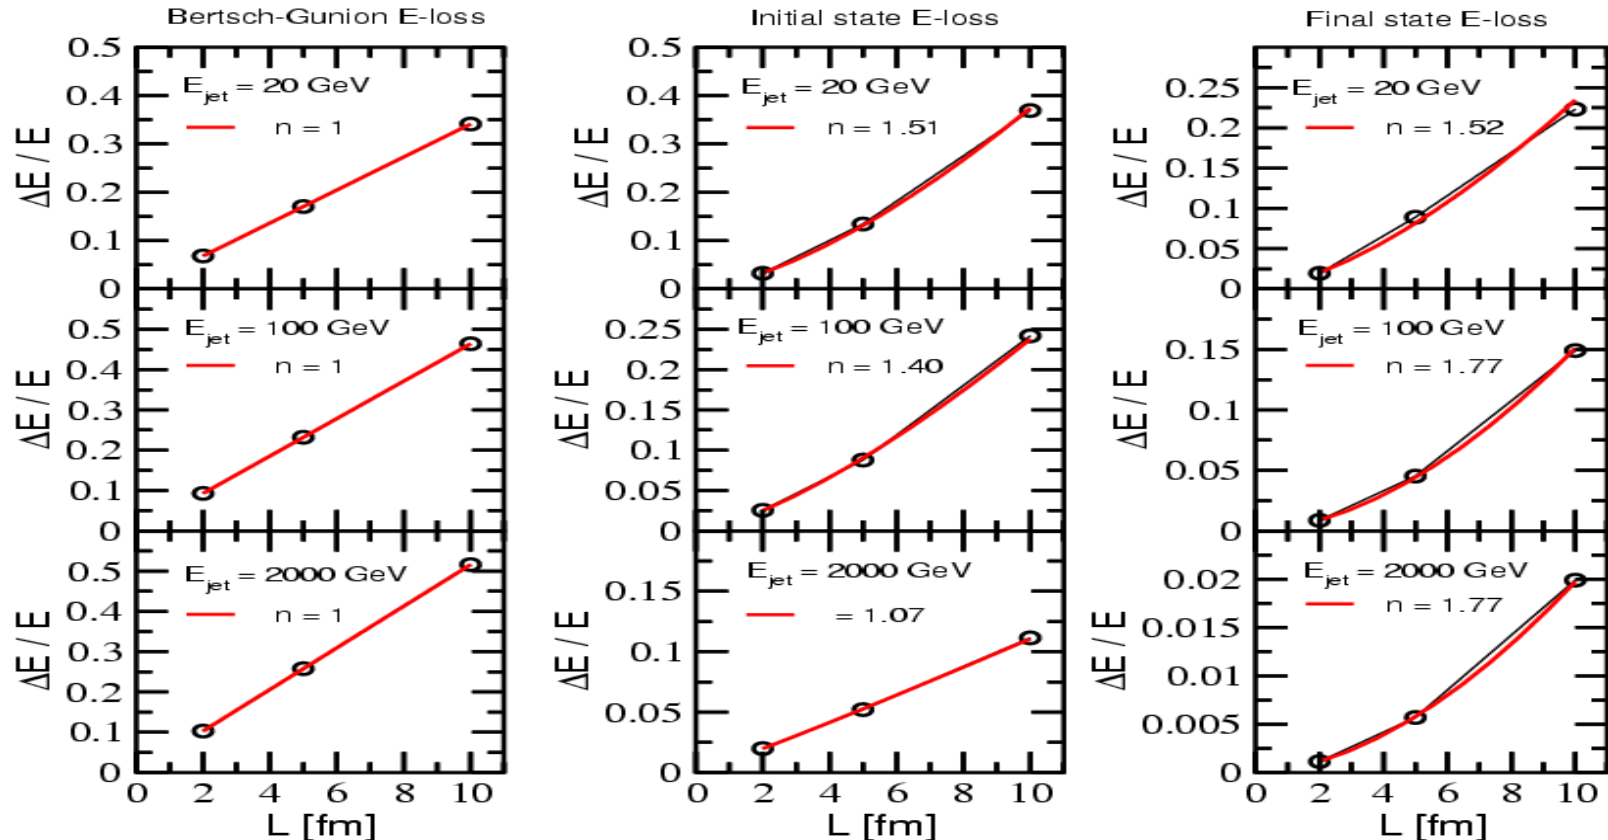 Bertsch-Gunion E-loss
Initial state E-loss
Final state E-loss
0.5
0.4
0.3
0.2
0.1
0
ΔE / E
E_jet = 20 GeV
n = 1
0.5
0.4
0.3
0.2
0.1
0
ΔE / E
E_jet = 20 GeV
n = 1.51
0.25
0.2
0.15
0.1
0.05
0
ΔE / E
E_jet = 20 GeV
n = 1.52
0.5
0.4
0.3
0.2
0.1
0
ΔE / E
E_jet = 100 GeV
n = 1
0.25
0.2
0.15
0.1
0.05
0
ΔE / E
E_jet = 100 GeV
n = 1.40
0.15
0.1
0.05
0
ΔE / E
E_jet = 100 GeV
n = 1.77
0.5
0.4
0.3
0.2
0.1
0
ΔE / E
E_jet = 2000 GeV
n = 1
0 2 4 6 8 10
L [fm]
0.15
0.1
0.05
0
ΔE / E
E_jet = 2000 GeV
= 1.07
0 2 4 6 8 10
L [fm]
0.02
0.015
0.01
0.005
0
ΔE / E
E_jet = 2000 GeV
n = 1.77
0 2 4 6 8 10
L [fm]